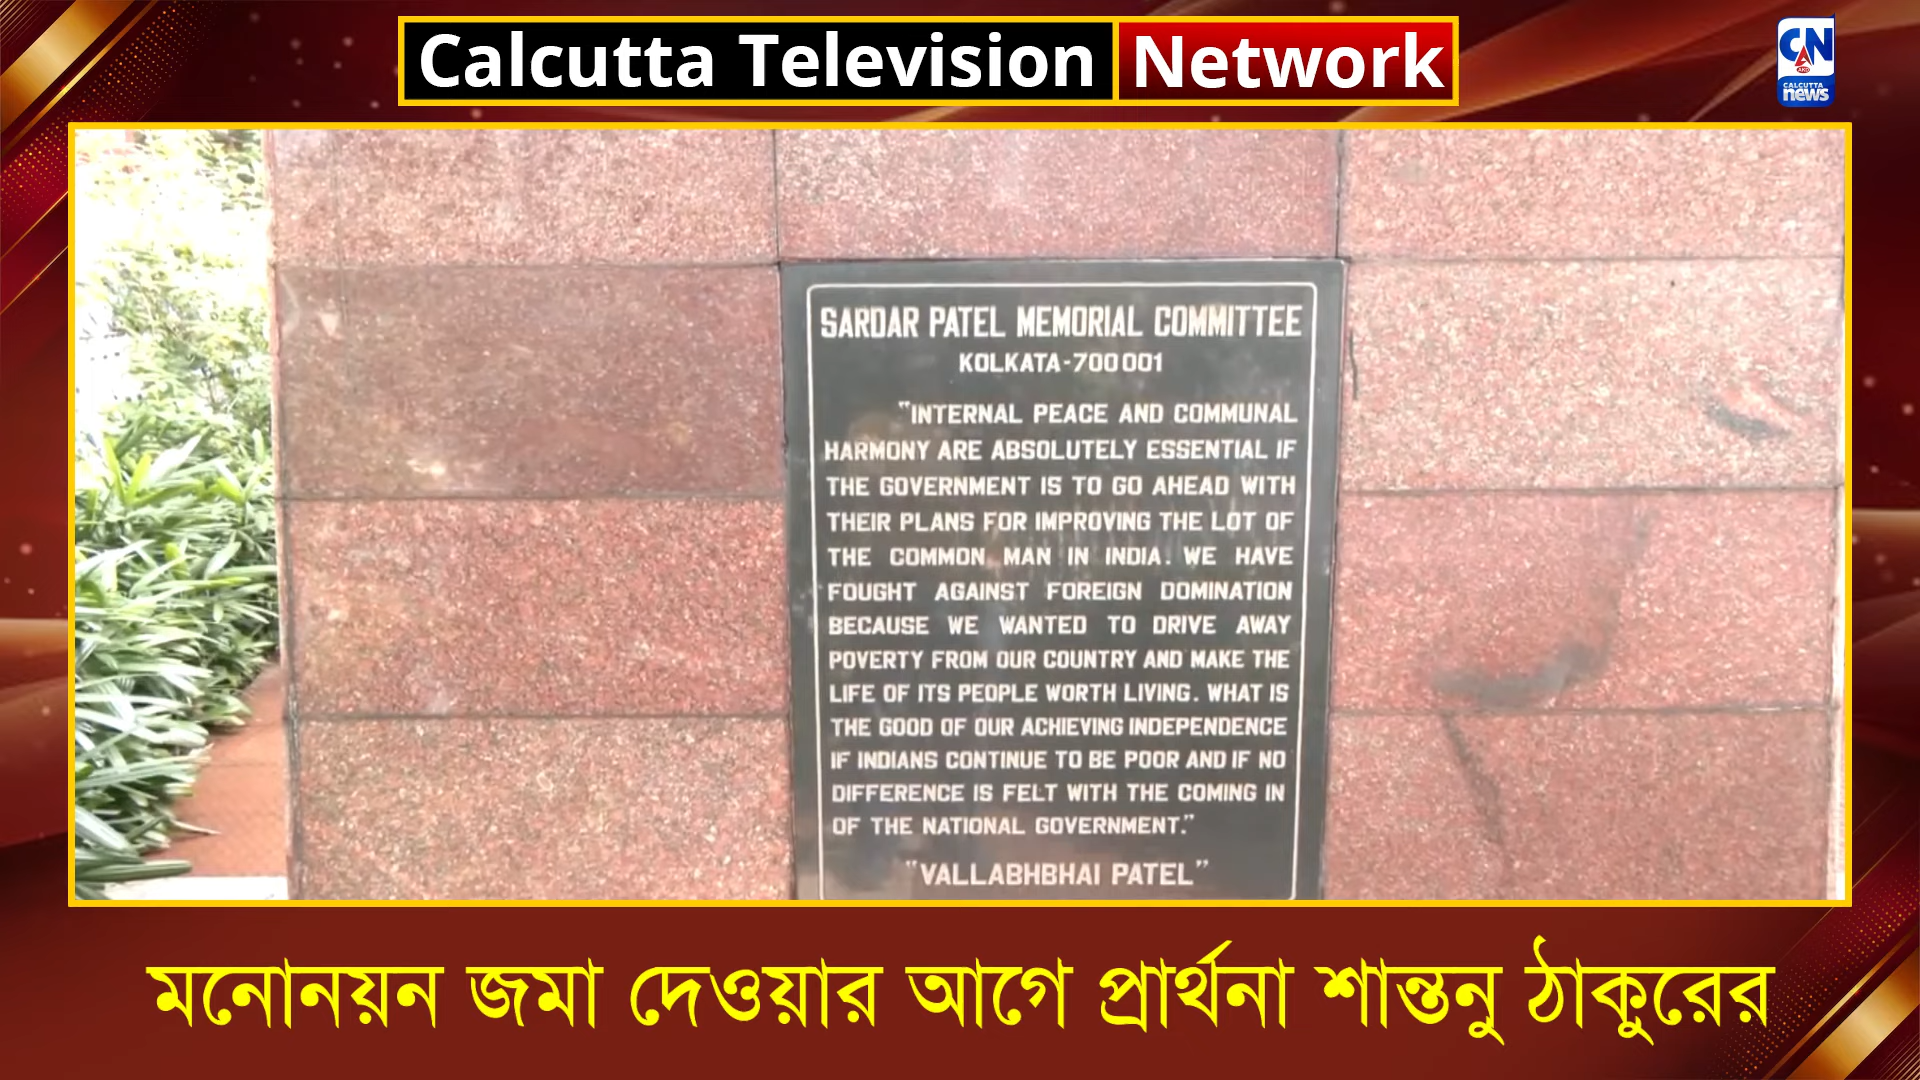 Calcutta Television Network
CN
AKD
CALCUTTA
news
SARDAR PATEL MEMORIAL COMMITTEE
KOLKATA-700001
"INTERNAL PEACE AND COMMUNAL
HARMONY ARE ABSOLUTELY ESSENTIAL IF
THE GOVERNMENT IS TO GO AHEAD WITH
THEIR PLANS FOR IMPROVING THE LOT OF
THE COMMON MAN IN INDIA. WE HAVE
FOUGHT AGAINST FOREIGN DOMINATION
BECAUSE WE WANTED TO DRIVE AWAY
POVERTY FROM OUR COUNTRY AND MAKE THE
LIFE OF ITS PEOPLE WORTH LIVING. WHAT IS
THE GOOD OF OUR ACHIEVING INDEPENDENCE
IF INDIANS CONTINUE TO BE POOR AND IF NO
DIFFERENCE IS FELT WITH THE COMING IN
OF THE NATIONAL GOVERNMENT."
"VALLABHBHAI PATEL"
মনোনয়ন জমা দেওয়ার আগে প্রার্থনা শান্তনু ঠাকুরের